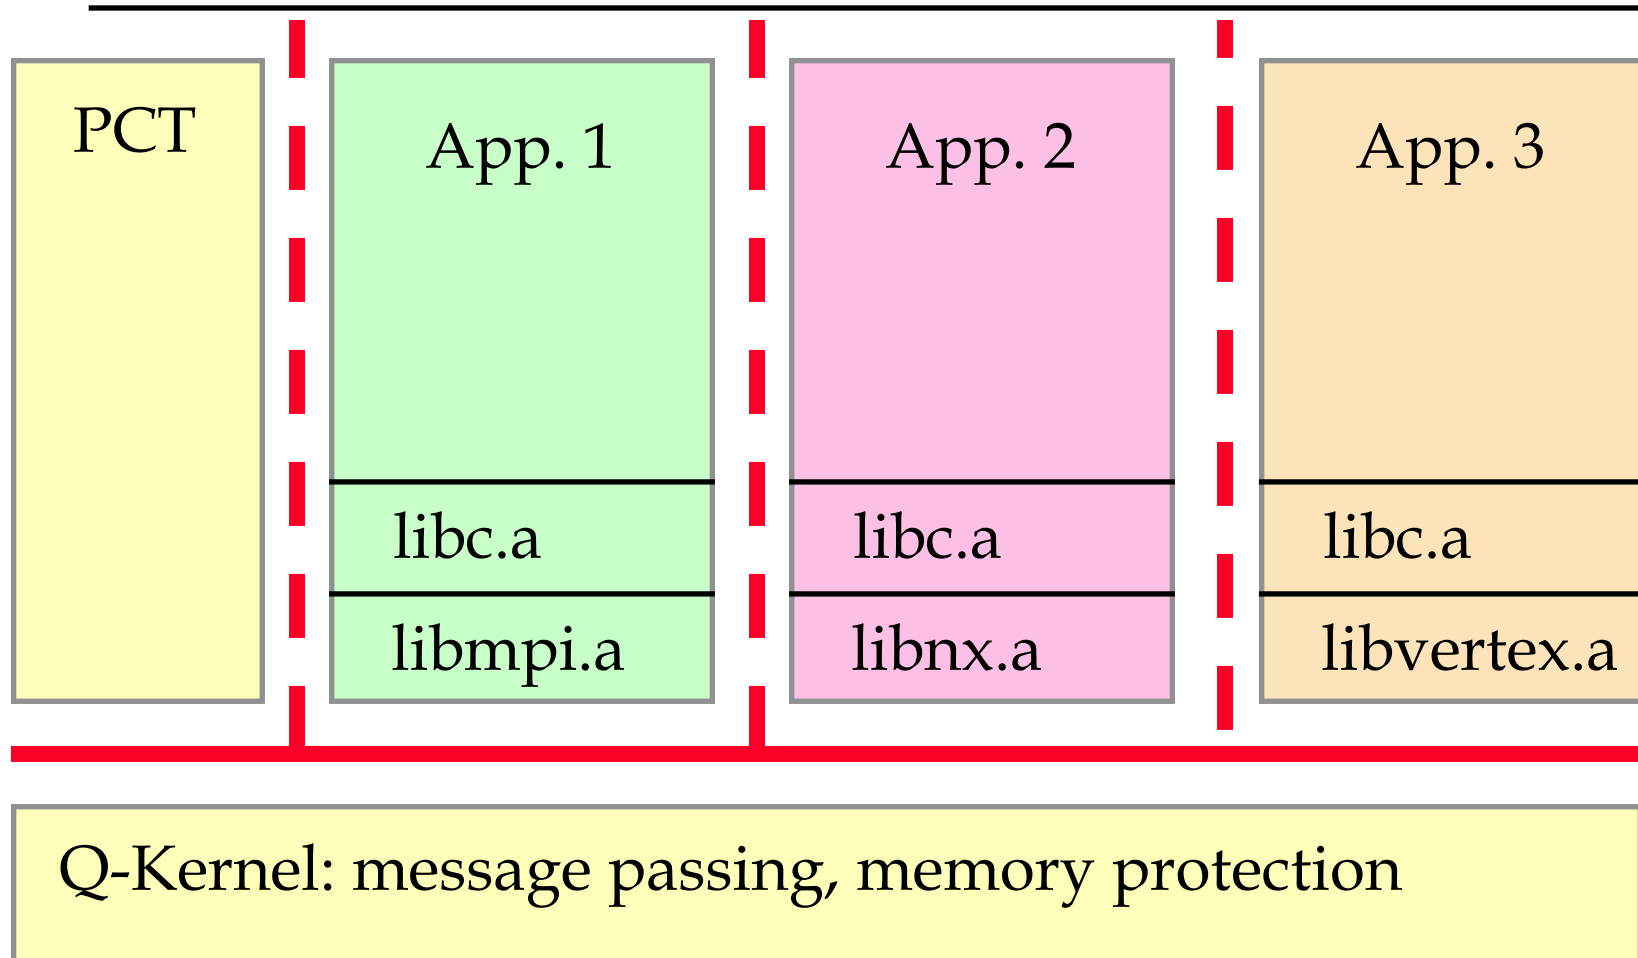 PCT
App. 1
App. 2
App. 3
libc.a
libc.a
libc.a
libmpi.a
libnx.a
libvertex.a
Q-Kernel: message passing, memory protection